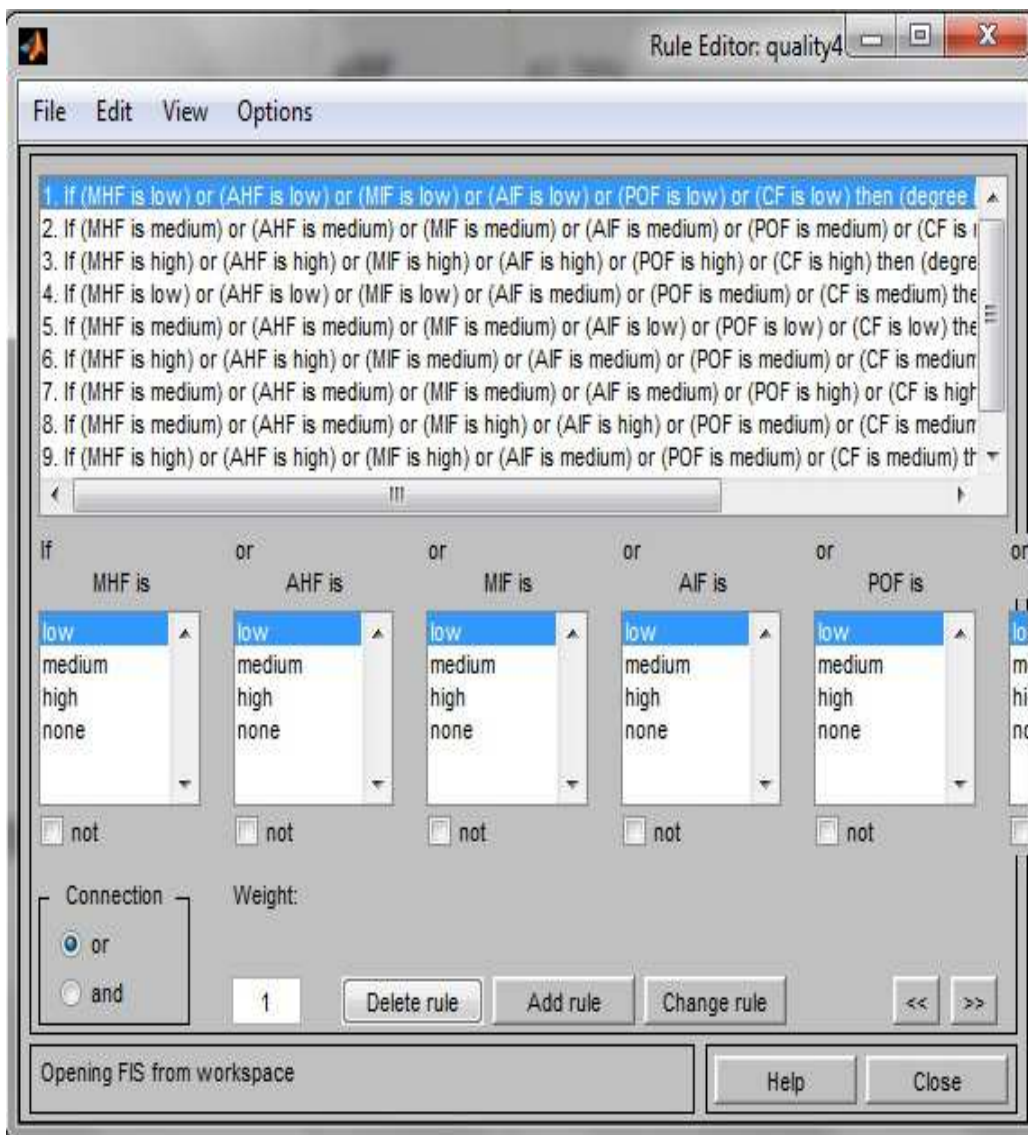 Rule Editor: quality4
File Edit View Options
1. If (MHF is low) or (AHF is low) or (MIF is low) or (AIF is low) or (POF is low) or (CF is low) then (degree
2. If (MHF is medium) or (AHF is medium) or (MIF is medium) or (AIF is medium) or (POF is medium) or (CF is
3. If (MHF is high) or (AHF is high) or (MIF is high) or (AIF is high) or (POF is high) or (CF is high) then (degre
4. If (MHF is low) or (AHF is low) or (MIF is low) or (AIF is medium) or (POF is medium) or (CF is medium) the
5. If (MHF is medium) or (AHF is medium) or (MIF is medium) or (AIF is low) or (POF is low) or (CF is low) the
6. If (MHF is high) or (AHF is high) or (MIF is medium) or (AIF is medium) or (POF is medium) or (CF is medium
7. If (MHF is medium) or (AHF is medium) or (MIF is medium) or (AIF is medium) or (POF is high) or (CF is high
8. If (MHF is medium) or (AHF is medium) or (MIF is high) or (AIF is high) or (POF is medium) or (CF is medium
9. If (MHF is high) or (AHF is high) or (MIF is high) or (AIF is medium) or (POF is medium) or (CF is medium) th
If or or or or or
MHF is AHF is MIF is AIF is POF is
low low low low low lo
medium medium medium medium medium m
high high high high high hi
none none none none none no
not not not not not
Connection Weight:
or
and 1 Delete rule Add rule Change rule << >>
Opening FIS from workspace Help Close